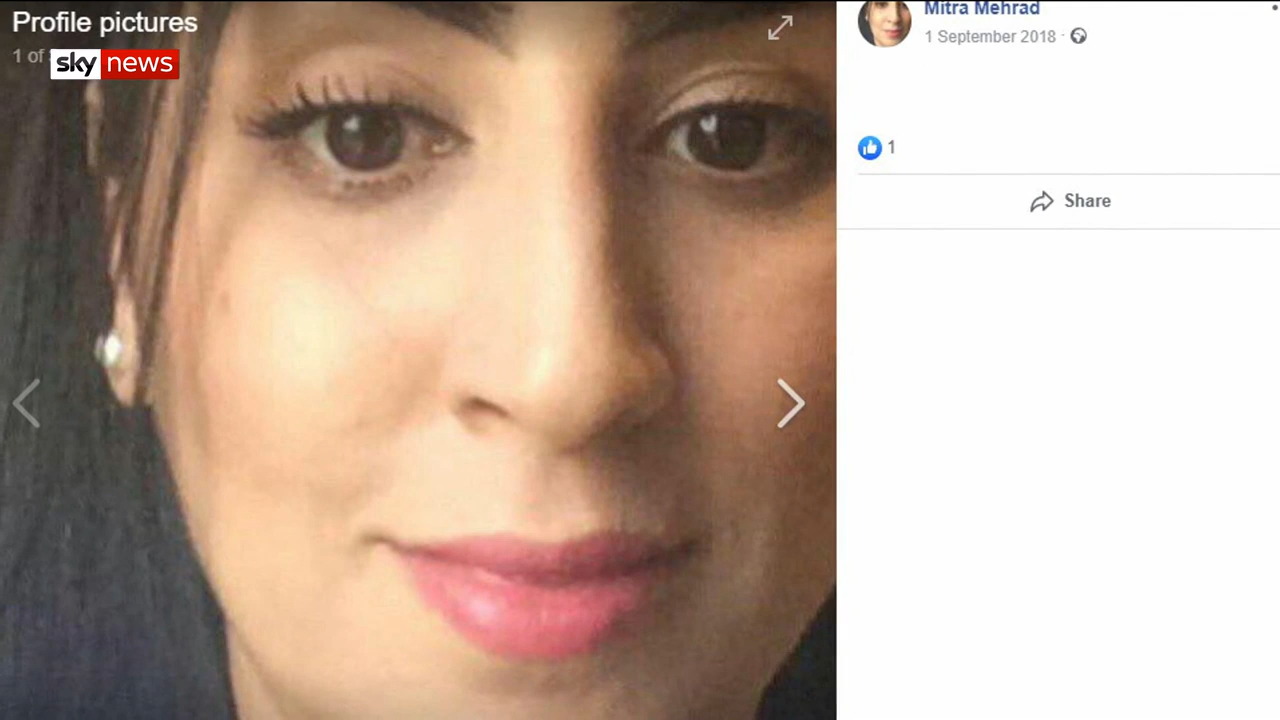 Profile pictures
1 of
sky news
Mitra Mehrad
1 September 2018 ·
1
Share